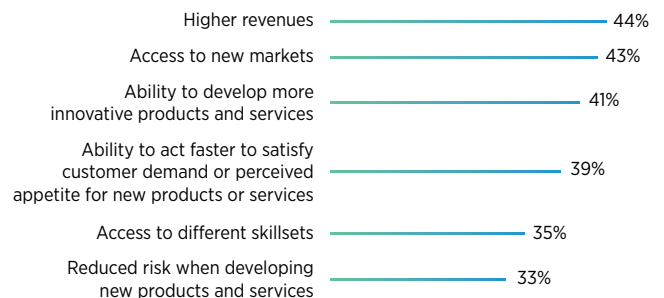 Higher revenues 44%
Access to new markets 43%
Ability to develop more
innovative products and services 41%
Ability to act faster to satisfy
customer demand or perceived 39%
appetite for new products or services
Access to different skillsets 35%
Reduced risk when developing
new products and services 33%